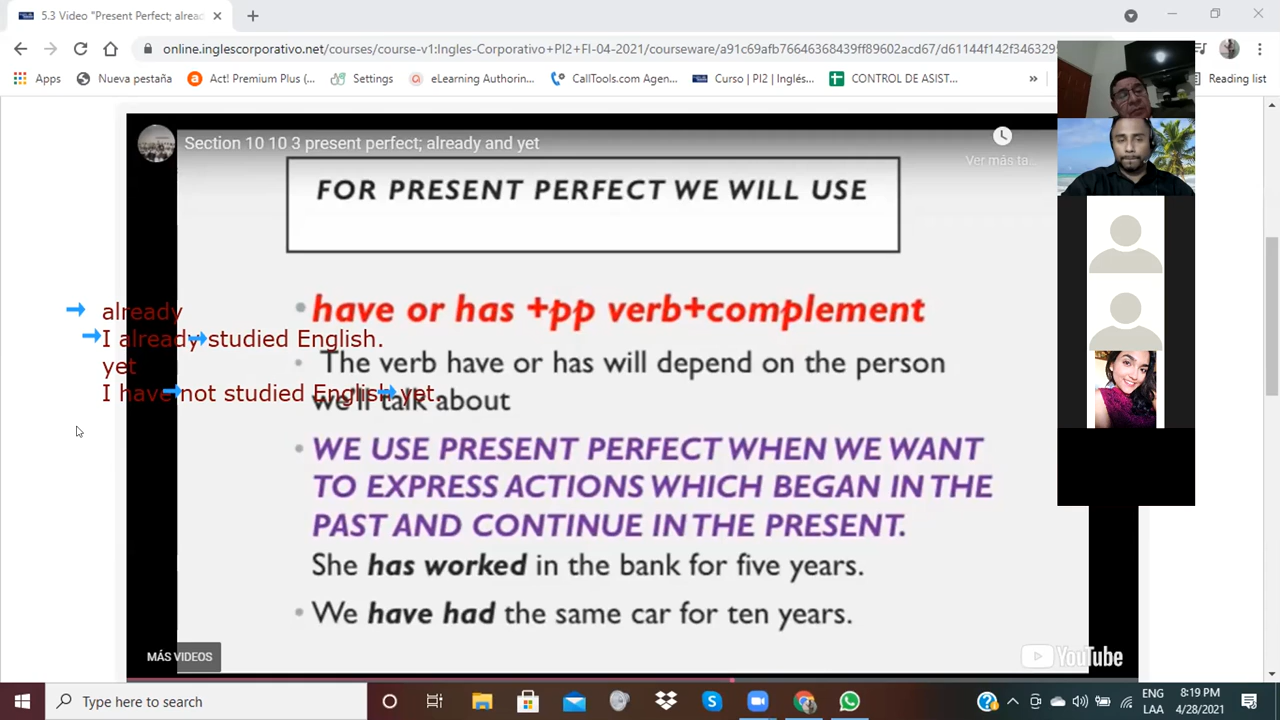 5.3 Video "Present Perfect; alread
online.inglescorporativo.net/courses/course-v1:Ingles-Corporativo+PI2+FI-04-2021/courseware/a91c69afb76646368439ff89602acd67/d61144f142f3463295
Apps
Nueva pestaña
Act! Premium Plus (...
Settings
eLearning Authorin...
CallTools.com Agen...
Curso | PI2 | Inglés...
CONTROL DE ASIST...
»
Reading list
Section 10 10 3 present perfect; already and yet
Ver más ta...
FOR PRESENT PERFECT WE WILL USE
have or has +pp verb+complement
already
I already studied English.
The verb have or has will depend on the person
we'll talk about
yet
I have not studied English yet.
WE USE PRESENT PERFECT WHEN WE WANT
TO EXPRESS ACTIONS WHICH BEGAN IN THE
PAST AND CONTINUE IN THE PRESENT.
She has worked in the bank for five years.
We have had the same car for ten years.
MÁS VIDEOS
YouTube
Type here to search
ENG
LAA
8:19 PM
4/28/2021